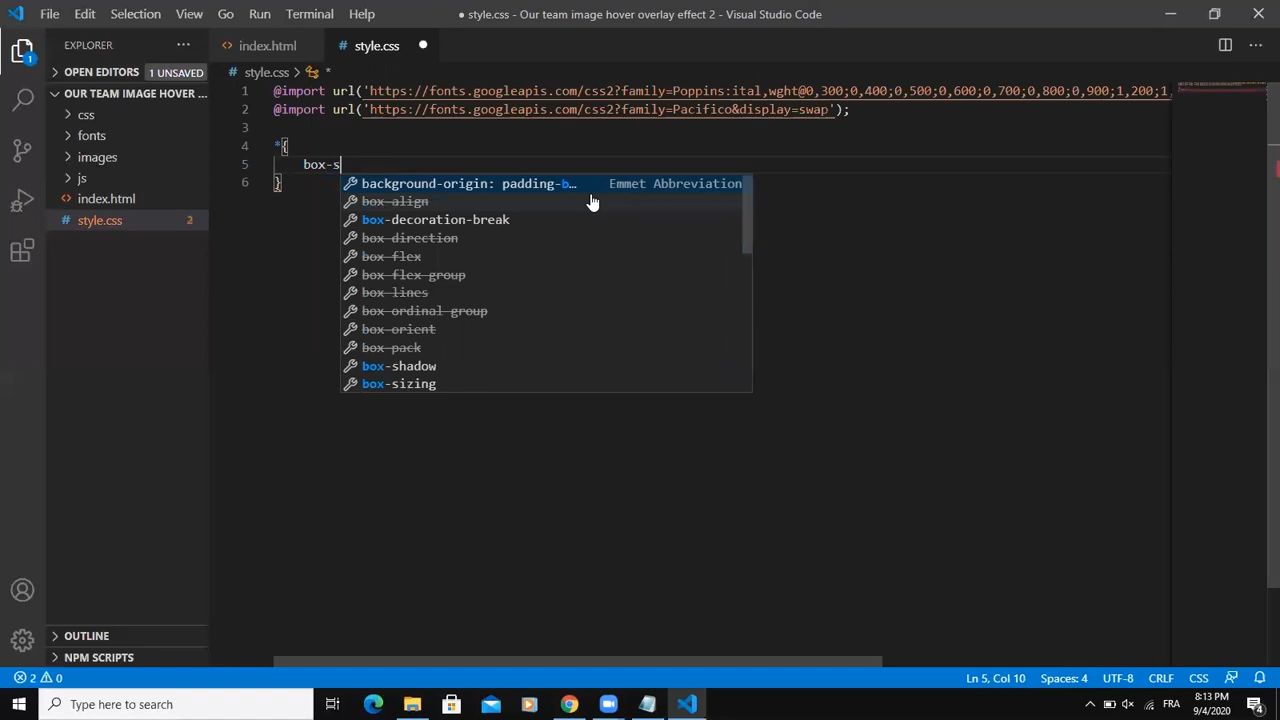 File Edit Selection View Go Run Terminal Help
● style.css - Our team image hover overlay effect 2 - Visual Studio Code
EXPLORER
index.html
# style.css
OPEN EDITORS 1 UNSAVED
OUR TEAM IMAGE HOVER ...
css
fonts
images
js
index.html
# style.css 2
# style.css > *
1 @import url('https://fonts.googleapis.com/css2?family=Poppins:ital,wght@0,300;0,400;0,500;0,600;0,700;0,800;0,900;1,200;1,
2 @import url('https://fonts.googleapis.com/css2?family=Pacifico&display=swap');
3
4 *{
5 box-s
6 }
background-origin: padding-b... Emmet Abbreviation
box-align
box-decoration-break
box-direction
box-flex
box-flex-group
box-lines
box-ordinal-group
box-orient
box-pack
box-shadow
box-sizing
OUTLINE
NPM SCRIPTS
1
2 0
Ln 5, Col 10 Spaces: 4 UTF-8 CRLF CSS
Type here to search
FRA
8:13 PM
9/4/2020
4